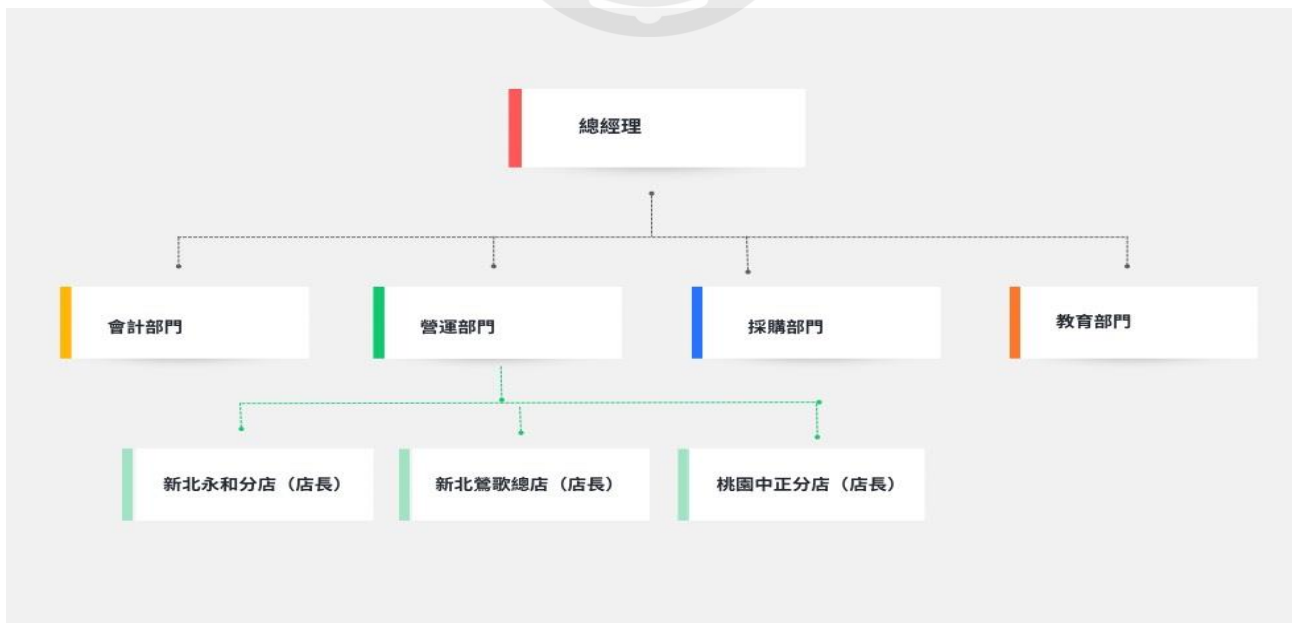 總經理
會計部門
營運部門
採購部門
教育部門
新北永和分店（店長）
新北鶯歌總店（店長）
桃園中正分店（店長）